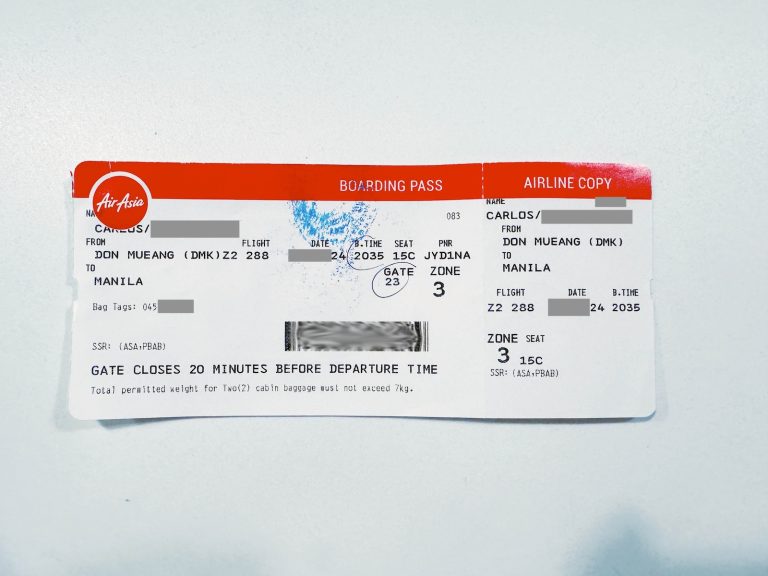 BOARDING PASS
AirAsia
083
CARLOS/
FROM FLIGHT DATE B.TIME SEAT PNR
DON MUEANG (DMK)Z2 288 24 2035 15C JYD1NA
TO GATE ZONE
MANILA 23 3
Bag Tags: 045
SSR: (ASA,PBAB)
GATE CLOSES 20 MINUTES BEFORE DEPARTURE TIME
Total permitted weight for Two(2) cabin baggage must not exceed 7kg.
AIRLINE COPY
NAME
CARLOS/
FROM
DON MUEANG (DMK)
TO
MANILA
FLIGHT DATE B.TIME
Z2 288 24 2035
ZONE SEAT
3 15C
SSR: (ASA,PBAB)